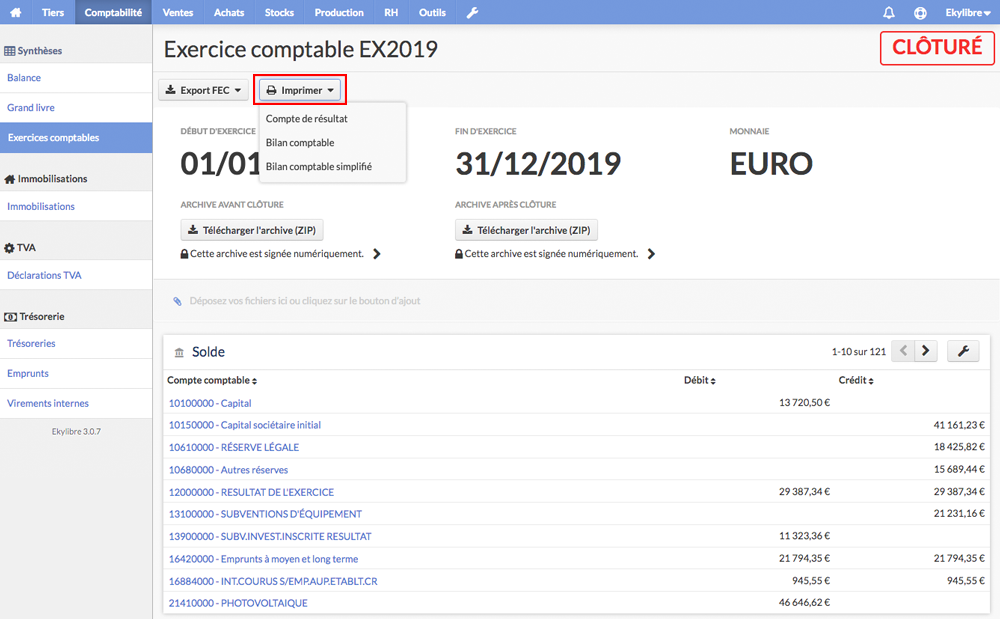 Tiers Comptabilité Ventes Achats Stocks Production RH Outils Ekylibre
Synthèses
Balance
Grand livre
Exercices comptables
Immobilisations
Immobilisations
TVA
Déclarations TVA
Trésorerie
Trésoreries
Emprunts
Virements internes
Ekylibre 3.0.7
Exercice comptable EX2019
CLÔTURÉ
Export FEC Imprimer
Compte de résultat
Bilan comptable
Bilan comptable simplifié
DÉBUT D'EXERCICE FIN D'EXERCICE MONNAIE
01/01 31/12/2019 EURO
ARCHIVE AVANT CLÔTURE ARCHIVE APRÈS CLÔTURE
Télécharger l'archive (ZIP) Télécharger l'archive (ZIP)
Cette archive est signée numériquement. Cette archive est signée numériquement.
Déposez vos fichiers ici ou cliquez sur le bouton d'ajout
Solde 1-10 sur 121
Compte comptable Débit Crédit
10100000 - Capital 13 720,50 €
10150000 - Capital sociétaire initial 41 161,23 €
10610000 - RÉSERVE LÉGALE 18 425,82 €
10680000 - Autres réserves 15 689,44 €
12000000 - RESULTAT DE L'EXERCICE 29 387,34 € 29 387,34 €
13100000 - SUBVENTIONS D'ÉQUIPEMENT 21 231,16 €
13900000 - SUBV.INVEST.INSCRITE RESULTAT 11 323,36 €
16420000 - Emprunts à moyen et long terme 21 794,35 € 21 794,35 €
16884000 - INT.COURUS S/EMP.AUP.ETABLT.CR 945,55 € 945,55 €
21410000 - PHOTOVOLTAIQUE 46 646,62 €